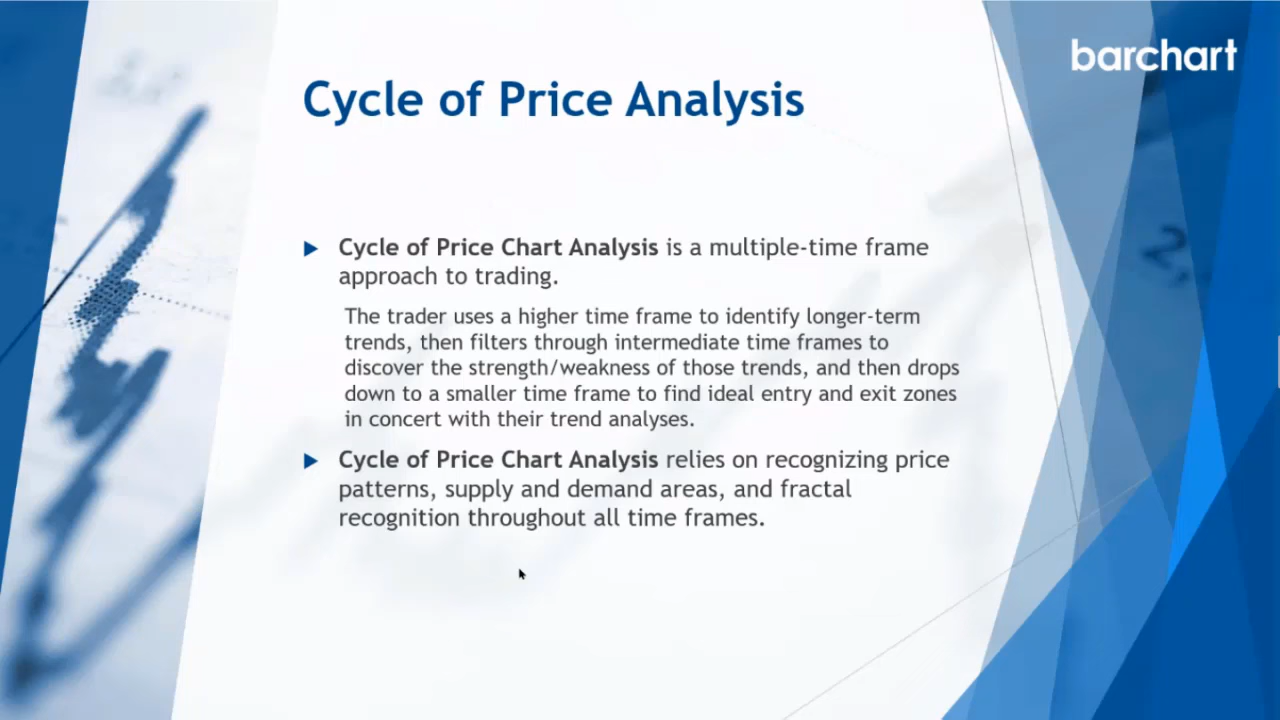 barchart
Cycle of Price Analysis
Cycle of Price Chart Analysis is a multiple-time frame
approach to trading.
The trader uses a higher time frame to identify longer-term
trends, then filters through intermediate time frames to
discover the strength/weakness of those trends, and then drops
down to a smaller time frame to find ideal entry and exit zones
in concert with their trend analyses.
Cycle of Price Chart Analysis relies on recognizing price
patterns, supply and demand areas, and fractal
recognition throughout all time frames.